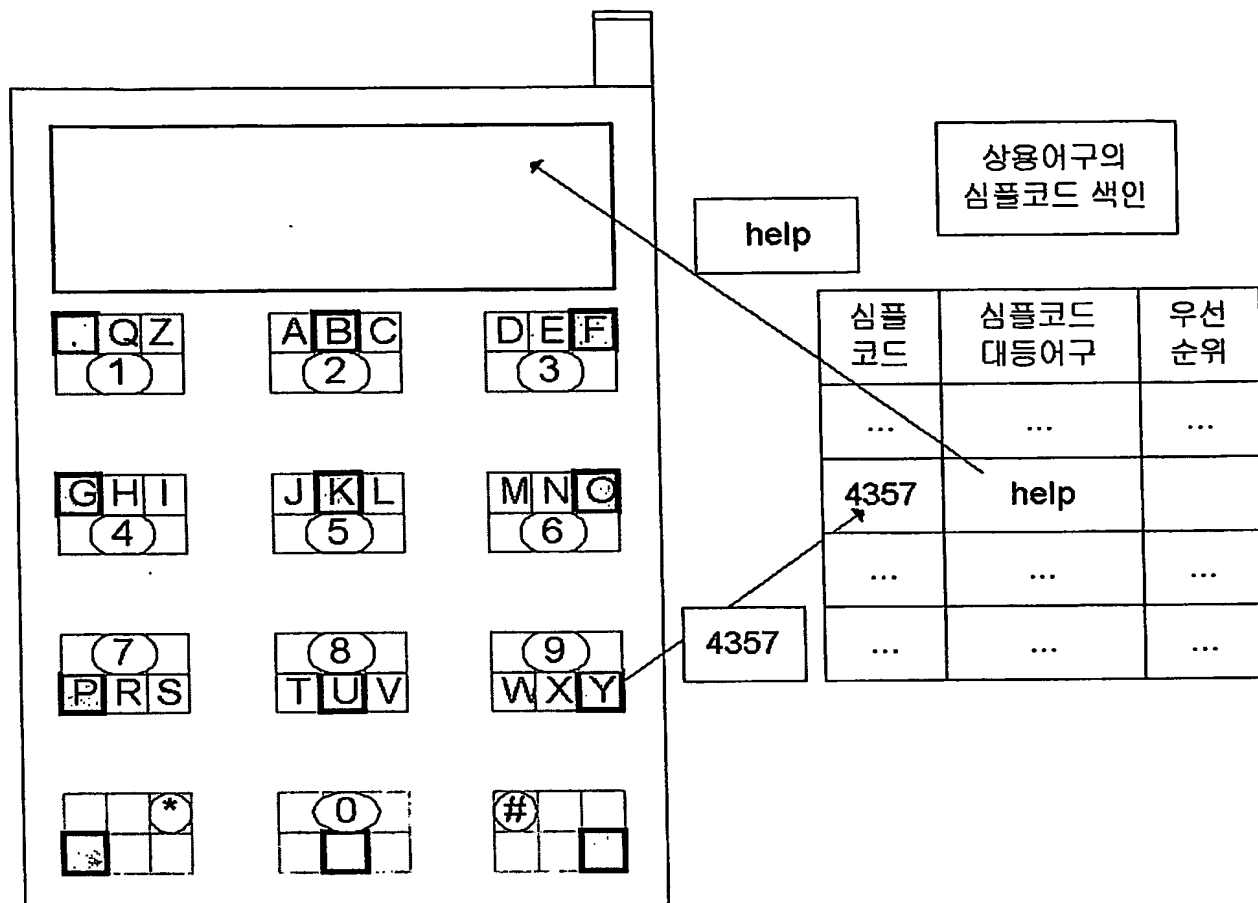 상용어구의
심플코드 색인
help
심플 코드 심플코드 대등어구 우선 순위
... ... ...
4357 help
... ... ...
... ... ...
4357
. Q Z A B C D E F
1 2 3
G H I J K L M N O
4 5 6
7 8 9
P R S T U V W X Y
* 0 #